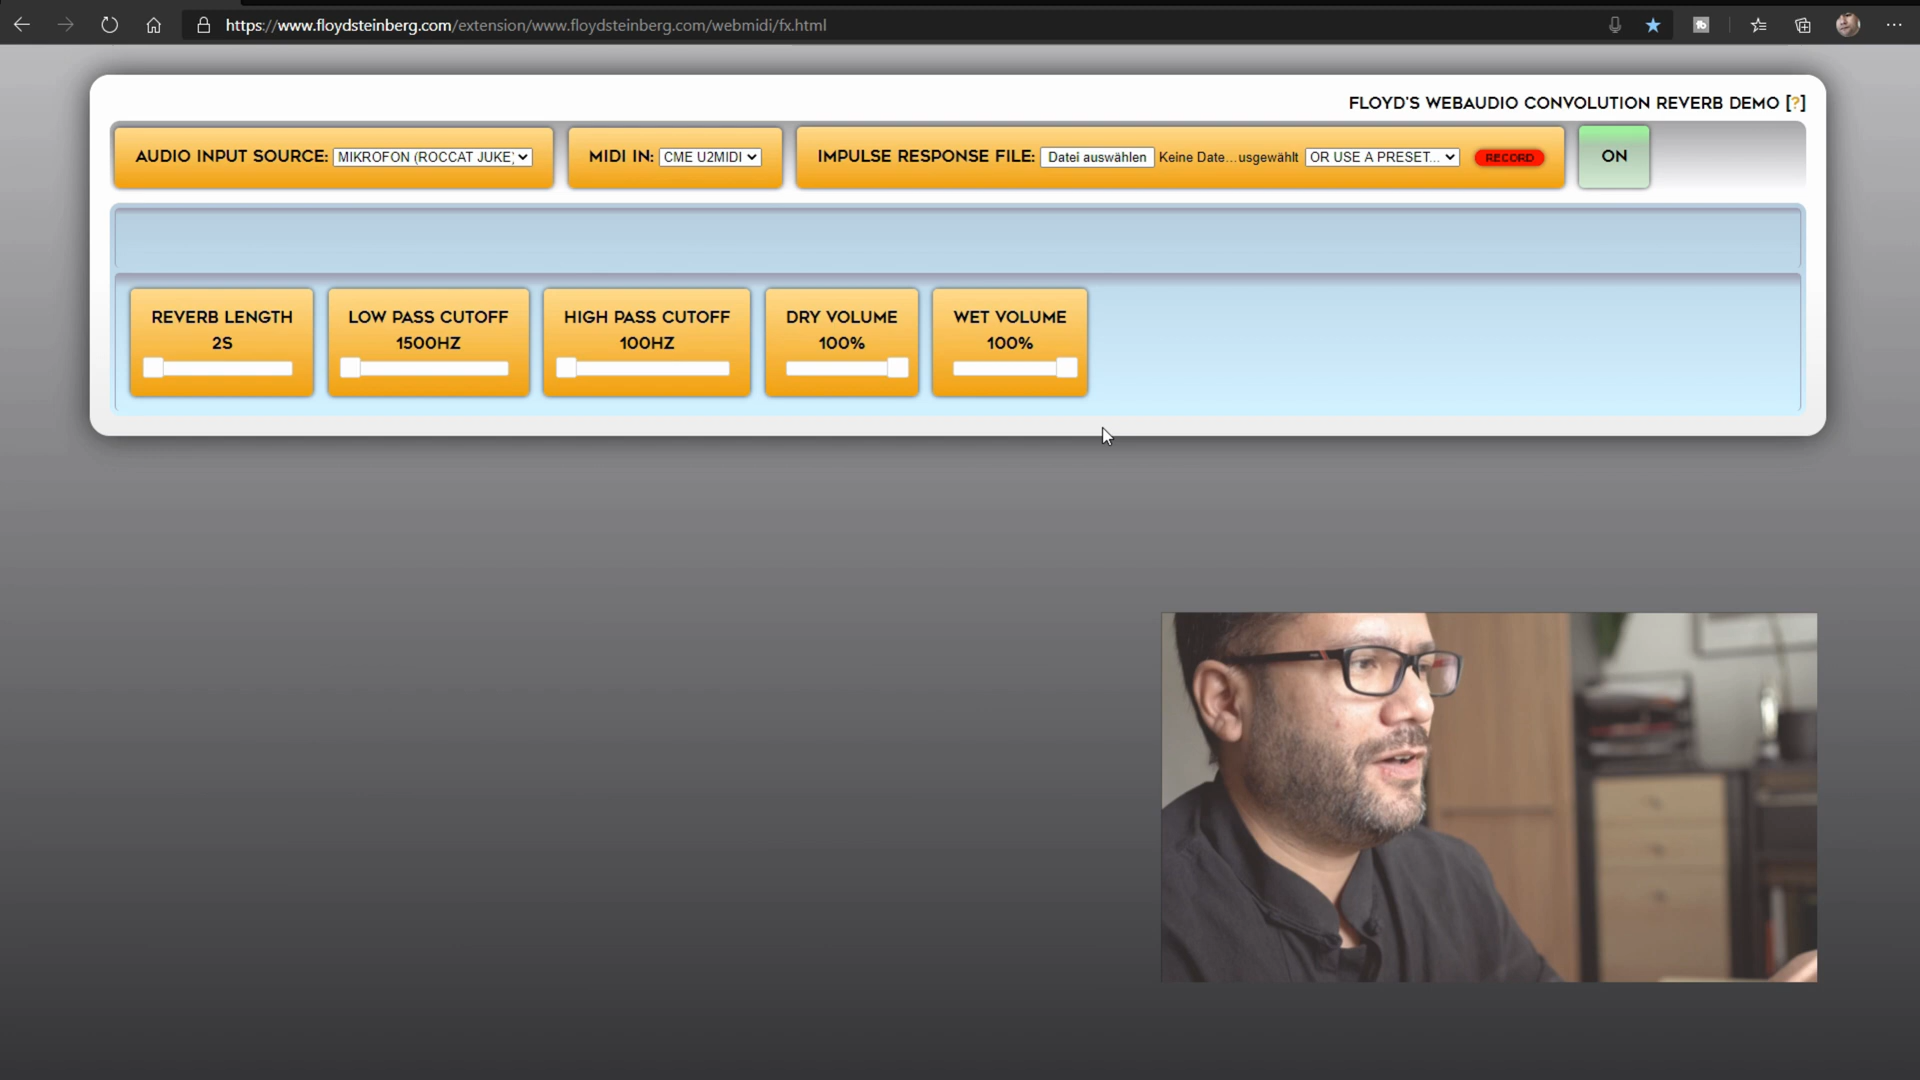 https://www.floydsteinberg.com/extension/www.floydsteinberg.com/webmidi/fx.html
FLOYD'S WEBAUDIO CONVOLUTION REVERB DEMO [?]
AUDIO INPUT SOURCE: MIKROFON (ROCCAT JUKE)
MIDI IN: CME U2MIDI
IMPULSE RESPONSE FILE: Datei auswählen Keine Date...usgewählt OR USE A PRESET... RECORD
ON
REVERB LENGTH
2S
LOW PASS CUTOFF
1500HZ
HIGH PASS CUTOFF
100HZ
DRY VOLUME
100%
WET VOLUME
100%